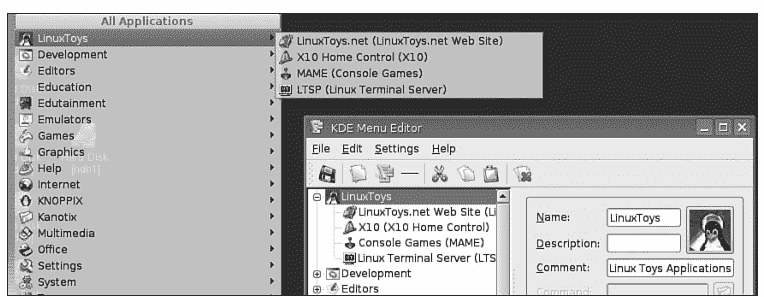 All Applications
LinuxToys
Development
Editors
Education
Edutainment
Emulators
Games
Graphics
Help
Internet
KNOPPIX
Kanotix
Multimedia
Office
Settings
System
Disk
[hdb1]
LinuxToys.net (LinuxToys.net Web Site)
X10 Home Control (X10)
MAME (Console Games)
LTSP (Linux Terminal Server)
KDE Menu Editor
File Edit Settings Help
LinuxToys
LinuxToys.net Web Site (Li
X10 (X10 Home Control)
Console Games (MAME)
Linux Terminal Server (LTS
Development
Editors
Name: LinuxToys
Description:
Comment: Linux Toys Applications
Command: